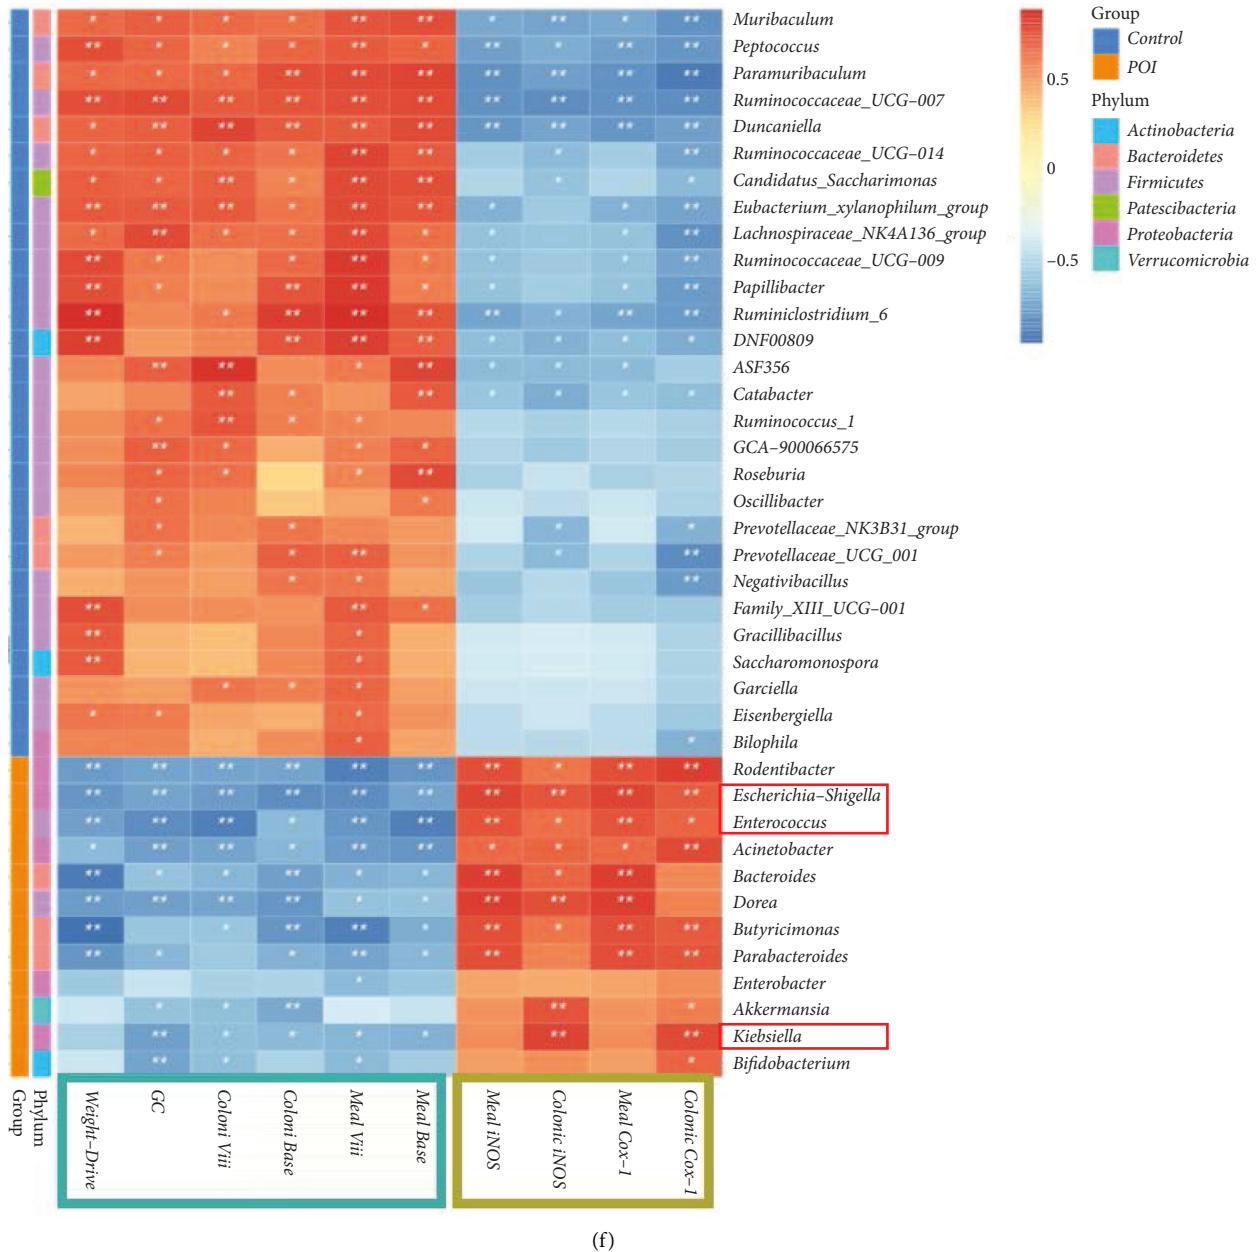 Muribaculum
Peptococcus
Paramuribaculum
Ruminococcaceae_UCG–007
Duncaniella
Ruminococcaceae_UCG–014
Candidatus_Saccharimonas
Eubacterium_xylanophilum_group
Lachnospiraceae_NK4A136_group
Ruminococcaceae_UCG–009
Papillibacter
Ruminiclostridium_6
DNF00809
ASF356
Catabacter
Ruminococcus_1
GCA–900066575
Roseburia
Oscillibacter
Prevotellaceae_NK3B31_group
Prevotellaceae_UCG_001
Negativibacillus
Family_XIII_UCG–001
Gracillibacillus
Saccharomonospora
Garciella
Eisenbergiella
Bilophila
Rodentibacter
Escherichia–Shigella
Enterococcus
Acinetobacter
Bacteroides
Dorea
Butyricimonas
Parabacteroides
Enterobacter
Akkermansia
Kiebsiella
Bifidobacterium
0.5
0
–0.5
Group
Control
POI
Phylum
Actinobacteria
Bacteroidetes
Firmicutes
Patescibacteria
Proteobacteria
Verrucomicrobia
Group
Phylum
Weight–Drive
GC
Coloni Viii
Coloni Base
Meal Viii
Meal Base
Meal iNOS
Colonic iNOS
Meal Cox–1
Colonic Cox–1
(f)